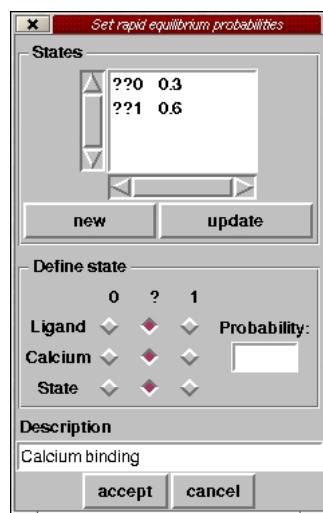 Set rapid equilibrium probabilities
States
??0 0.3
??1 0.6
new update
Define state
0 ? 1
Ligand Probability:
Calcium
State
Description
Calcium binding
accept cancel